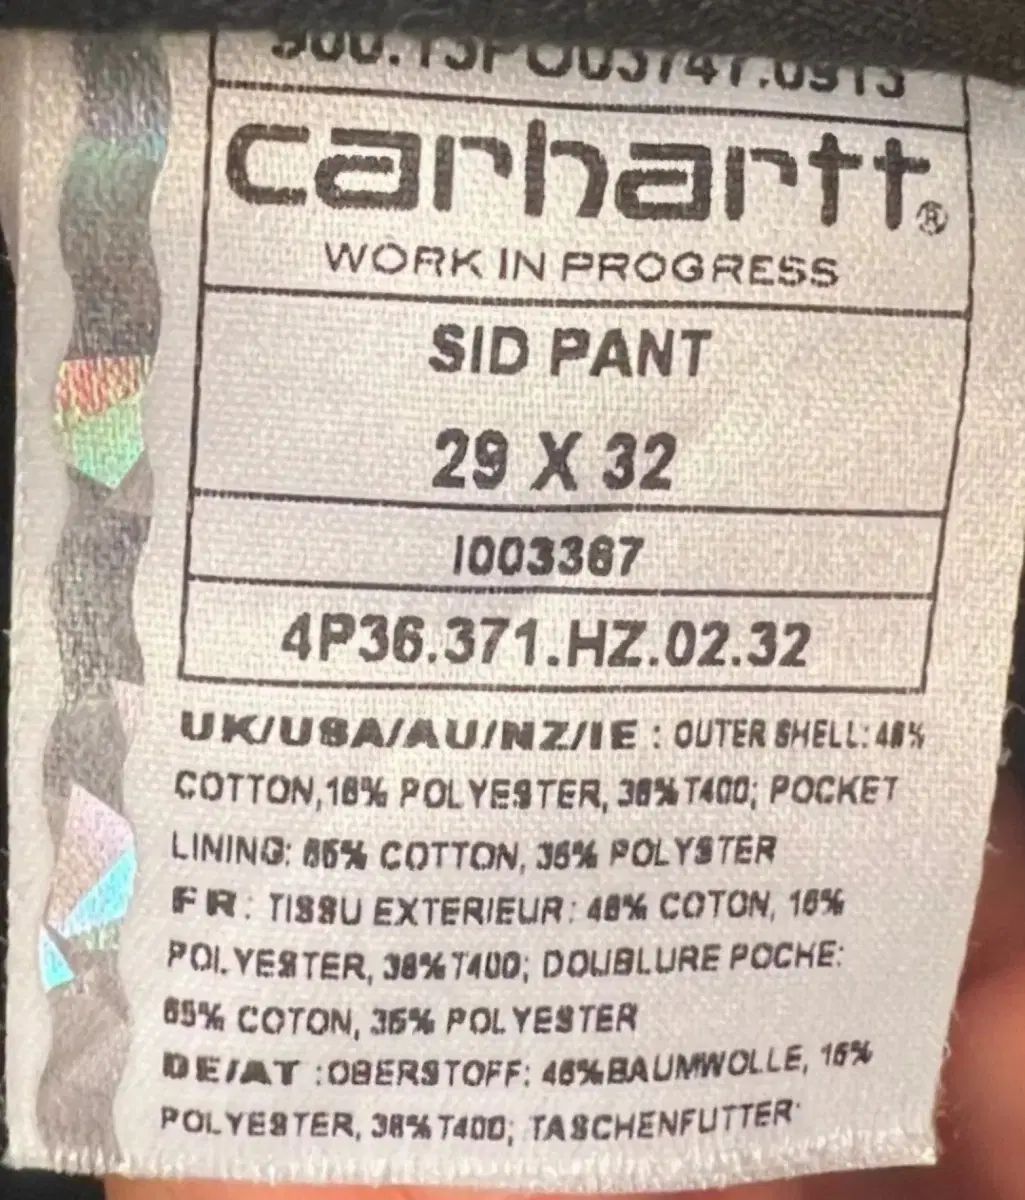 carhartt®
WORK IN PROGRESS
SID PANT
29 X 32
I003367
4P36.371.HZ.02.32
UK/USA/AU/NZ/IE : OUTER SHELL: 46%
COTTON, 16% POLYESTER, 38% T400; POCKET
LINING: 65% COTTON, 35% POLYSTER
FR: TISSU EXTERIEUR: 46% COTON, 16%
POLYESTER, 38% T400; DOUBLURE POCHE:
65% COTON, 35% POLYESTER
DE/AT :OBERSTOFF: 46%BAUMWOLLE, 16%
POLYESTER, 38% T400; TASCHENFUTTER